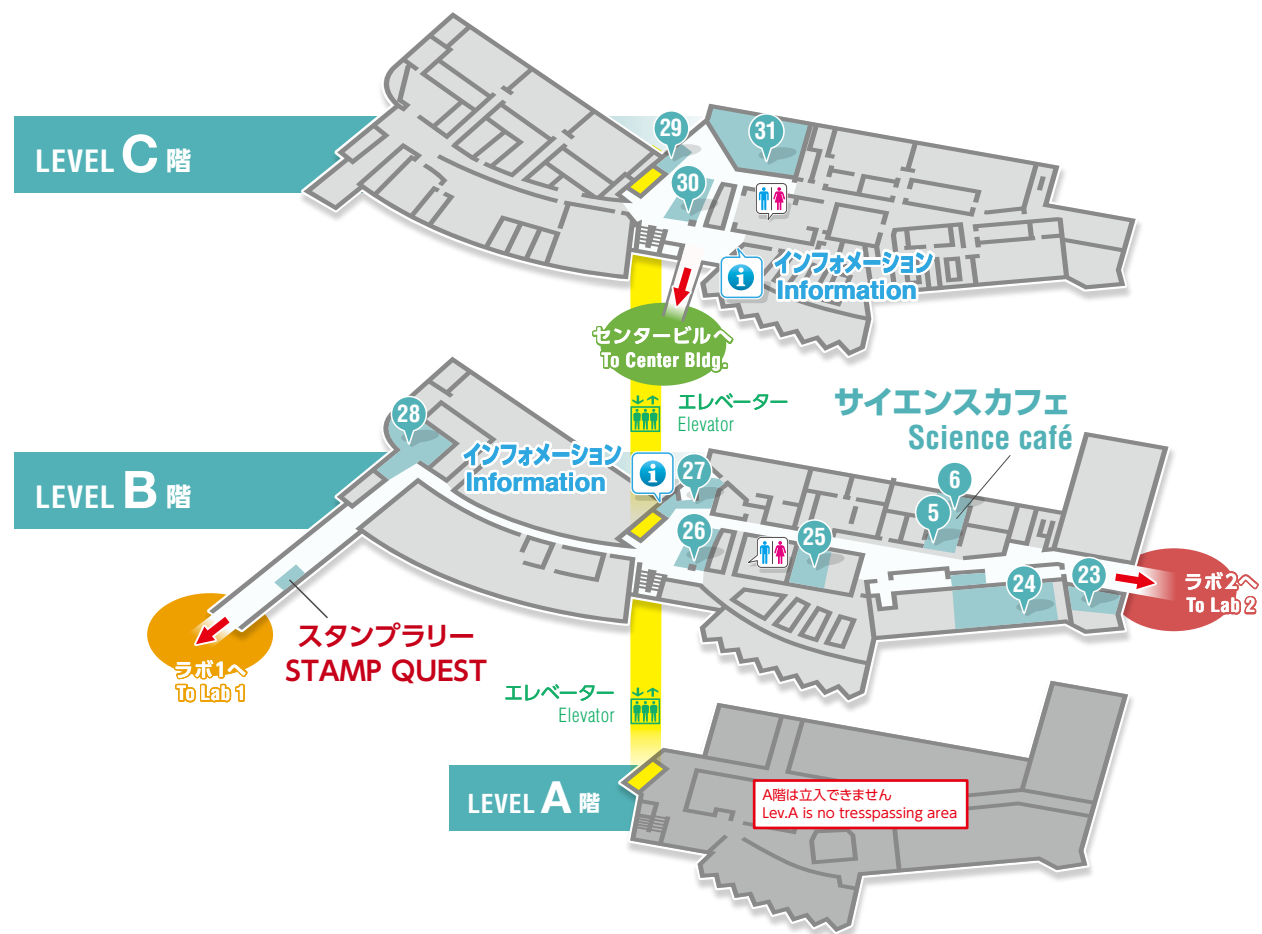 LEVEL C 階
29
31
30
インフォメーション
Information
センタービルへ
To Center Bldg.
エレベーター
Elevator
サイエンスカフェ
Science café
LEVEL B 階
28
インフォメーション
Information
27
6
5
26
25
24
23
ラボ2へ
To Lab 2
スタンプラリー
STAMP QUEST
ラボ1へ
To Lab 1
エレベーター
Elevator
LEVEL A 階
A階は立入できません
Lev.A is no tresspassing area